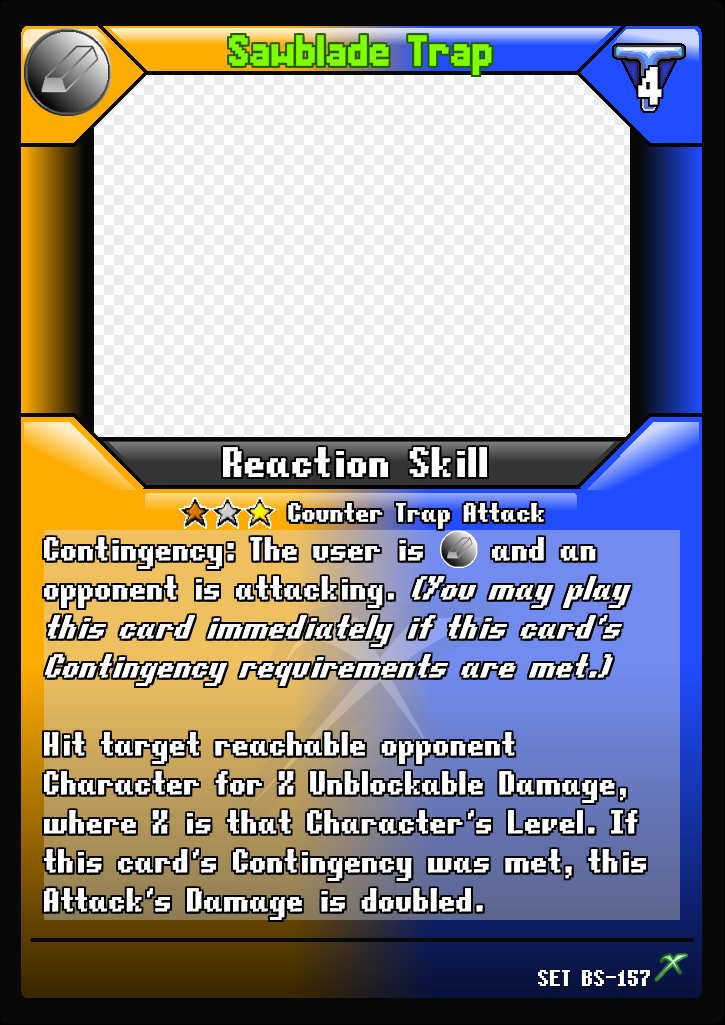 Sawblade Trap
4
Reaction Skill
Counter Trap Attack
Contingency: The user is and an
opponent is attacking. (You may play
this card immediately if this card's
Contingency requirements are met.)
Hit target reachable opponent
Character for X Unblockable Damage,
where X is that Character's Level. If
this card's Contingency was met, this
Attack's Damage is doubled.
SET BS-157